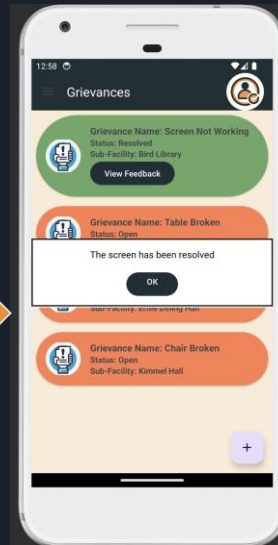 12:58
Grievances
Grievance Name: Screen Not Working
Status: Resolved
Sub-Facility: Bird Library
View Feedback
Grievance Name: Table Broken
Status: Open
The screen has been resolved
OK
Sub-Facility: Ernie Dining Hall
Grievance Name: Chair Broken
Status: Open
Sub-Facility: Kimmel Hall
+